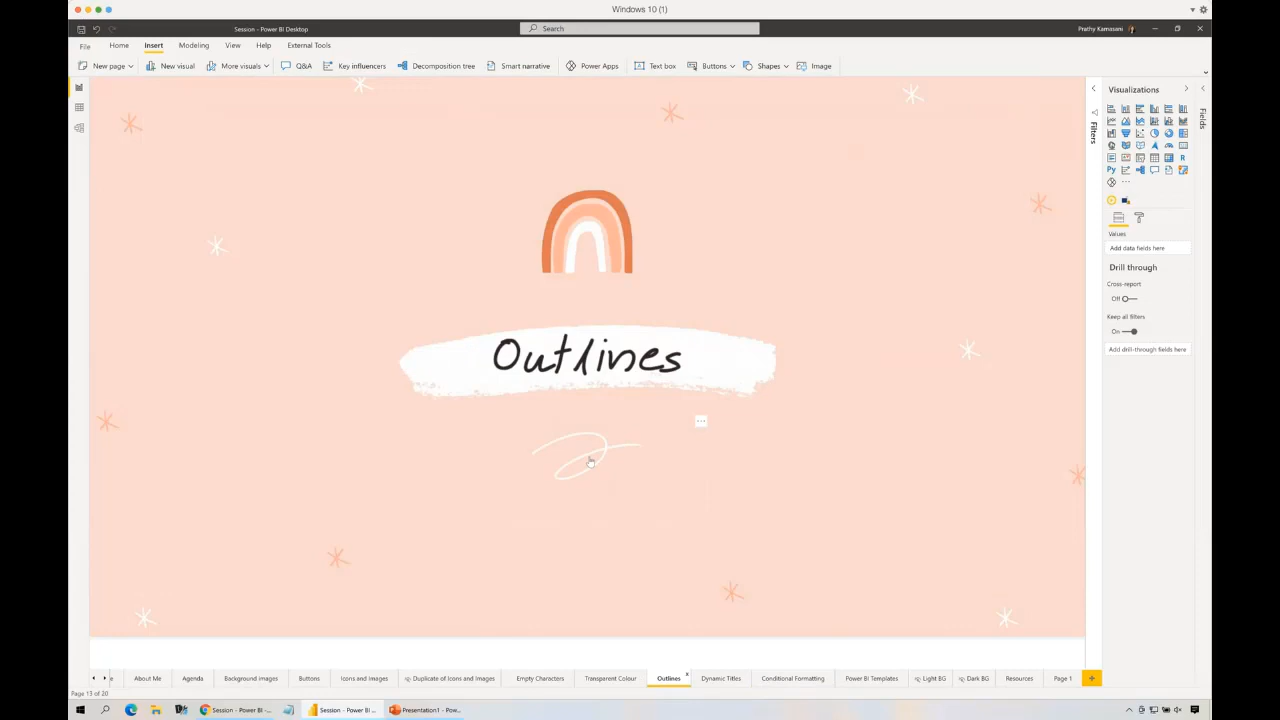 Windows 10 (1)
Session - Power BI Desktop
Search
Prathy Kamasani
File
Home
Insert
Modeling
View
Help
External Tools
New page
New visual
More visuals
Q&A
Key influencers
Decomposition tree
Smart narrative
Power Apps
Text box
Buttons
Shapes
Image
Visualizations
Filters
Fields
R
Py
Values
Add data fields here
Drill through
Cross-report
Off
Keep all filters
On
Add drill-through fields here
Outlines
e
About Me
Agenda
Background Images
Buttons
Icons and Images
Duplicate of Icons and Images
Empty Characters
Transparent Colour
Outlines
Dynamic Titles
Conditional Formatting
Power BI Templates
Light BG
Dark BG
Resources
Page 1
Page 13 of 20
Session - Power BI -...
Session - Power BI ...
Presentation1 - Pow...